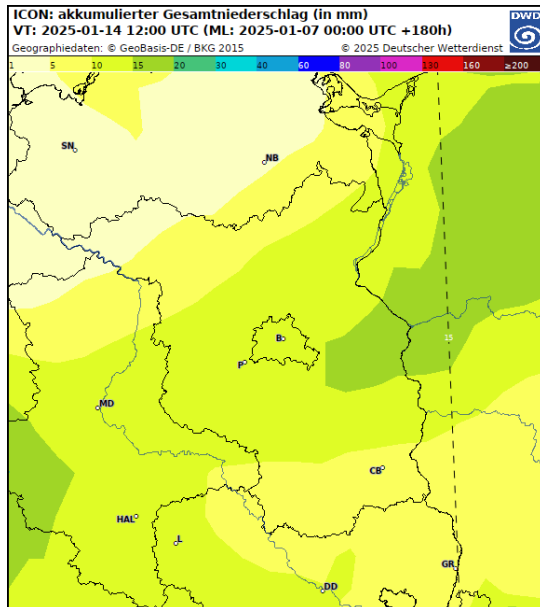 ICON: akkumulierter Gesamtniederschlag (in mm)
VT: 2025-01-14 12:00 UTC (ML: 2025-01-07 00:00 UTC +180h)
Geographiedaten: © GeoBasis-DE / BKG 2015 © 2025 Deutscher Wetterdienst
DWD
1 5 10 15 20 30 40 60 80 100 130 160 ≥200
SN
NB
B
P
15
MD
CB
HAL
L
GR
DD